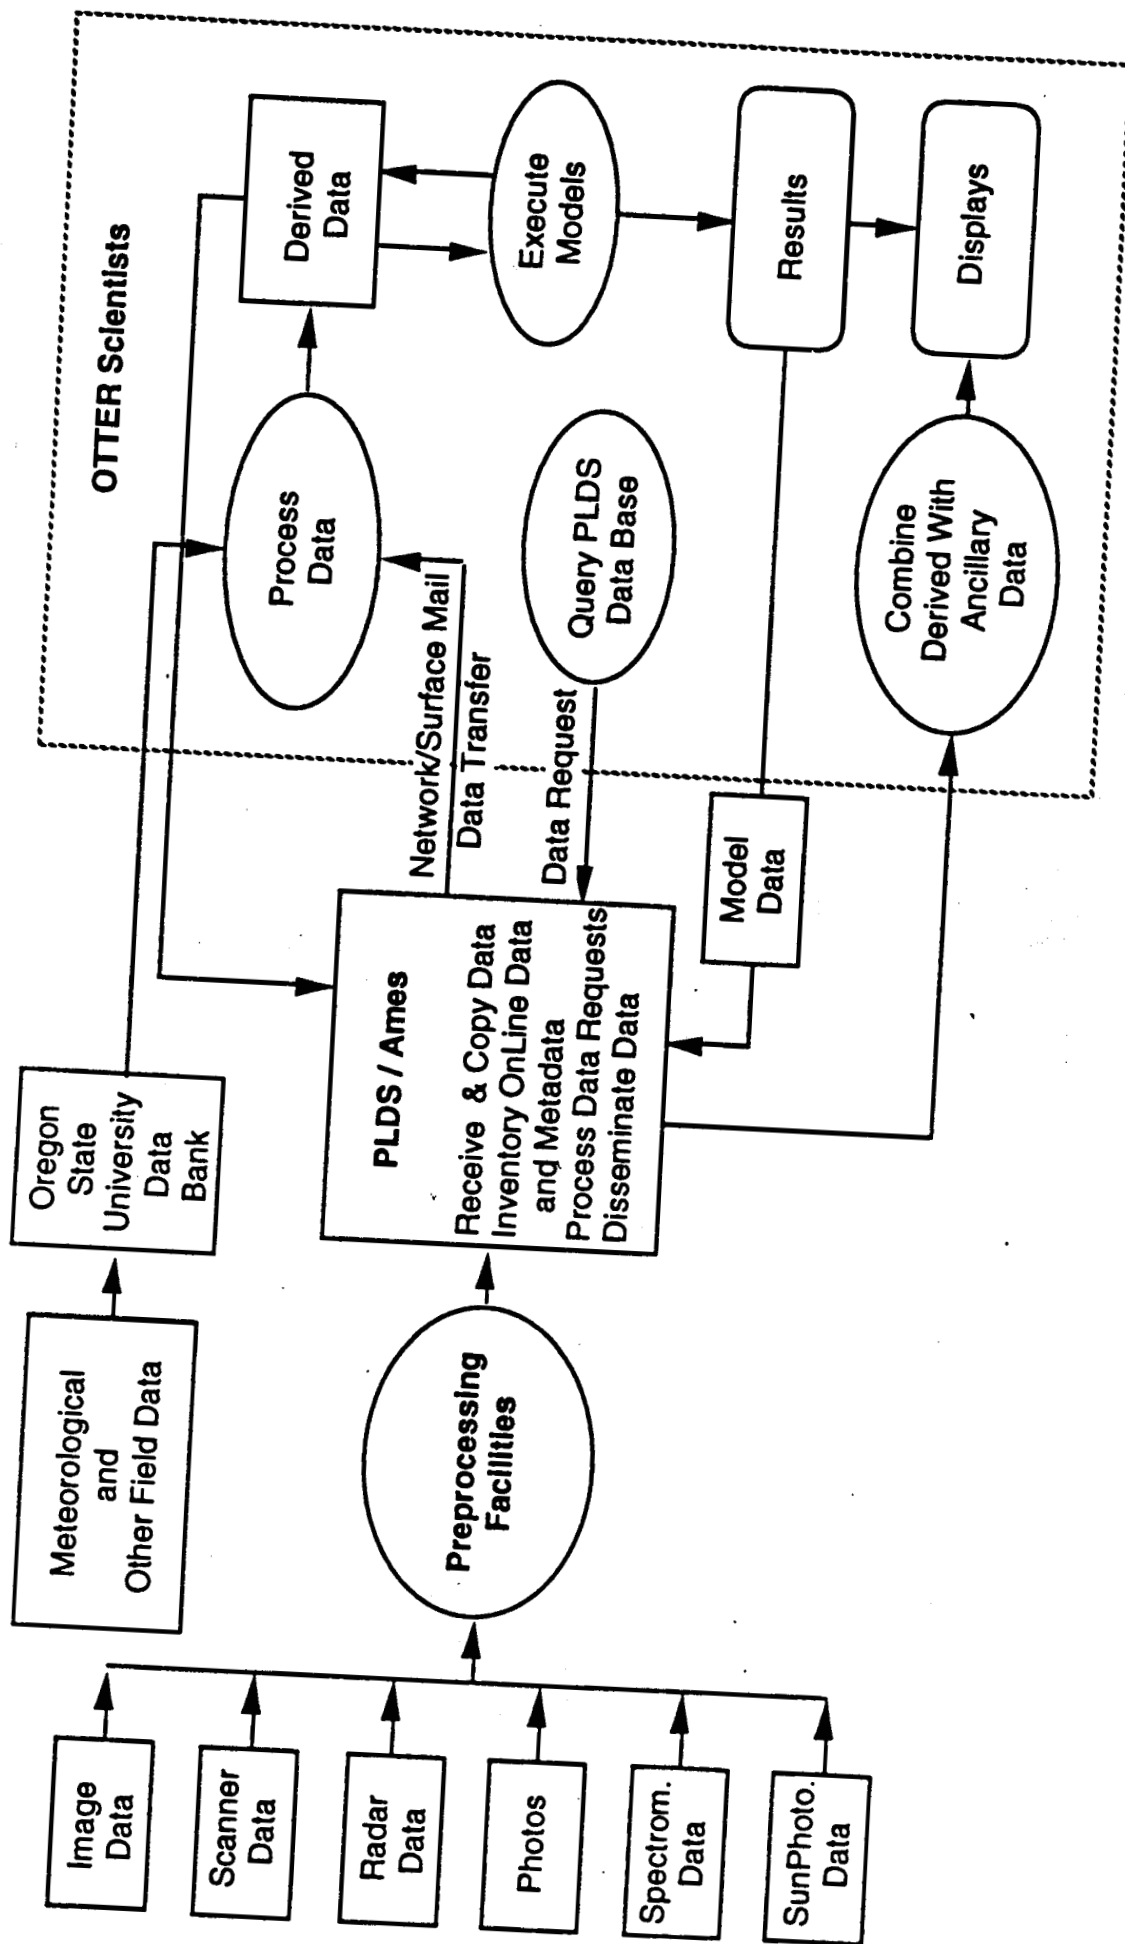 Image
Data
Scanner
Data
Radar
Data
Photos
Spectrom.
Data
SunPhoto.
Data
Meteorological
and
Other Field Data
Preprocessing
Facilities
Oregon
State
University
Data
Bank
PLDS / Ames
Receive & Copy Data
Inventory OnLine Data
and Metadata
Process Data Requests
Disseminate Data
Network/Surface Mail
Data Transfer
Data Request
Model
Data
OTTER Scientists
Process
Data
Query PLDS
Data Base
Combine
Derived With
Ancillary
Data
Derived
Data
Execute
Models
Results
Displays